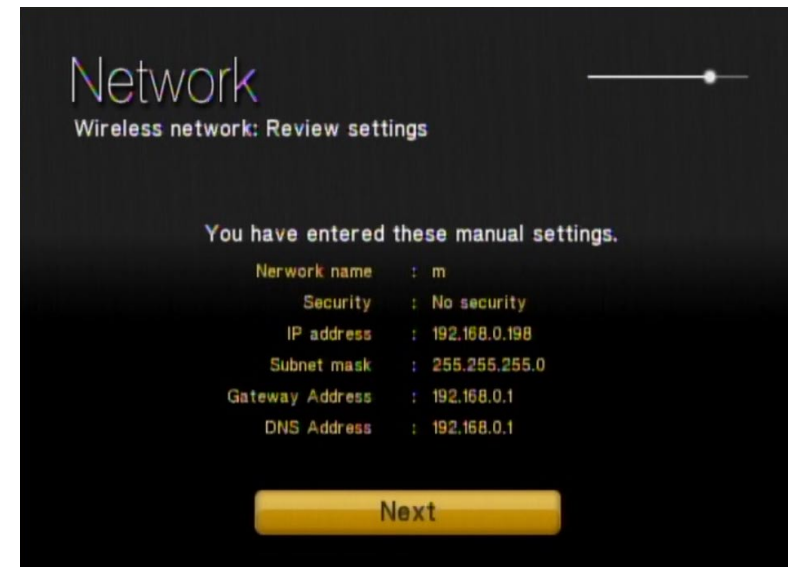 Network
Wireless network: Review settings
You have entered these manual settings.
Nerwork name : m
Security : No security
IP address : 192.168.0.198
Subnet mask : 255.255.255.0
Gateway Address : 192.168.0.1
DNS Address : 192.168.0.1
Next